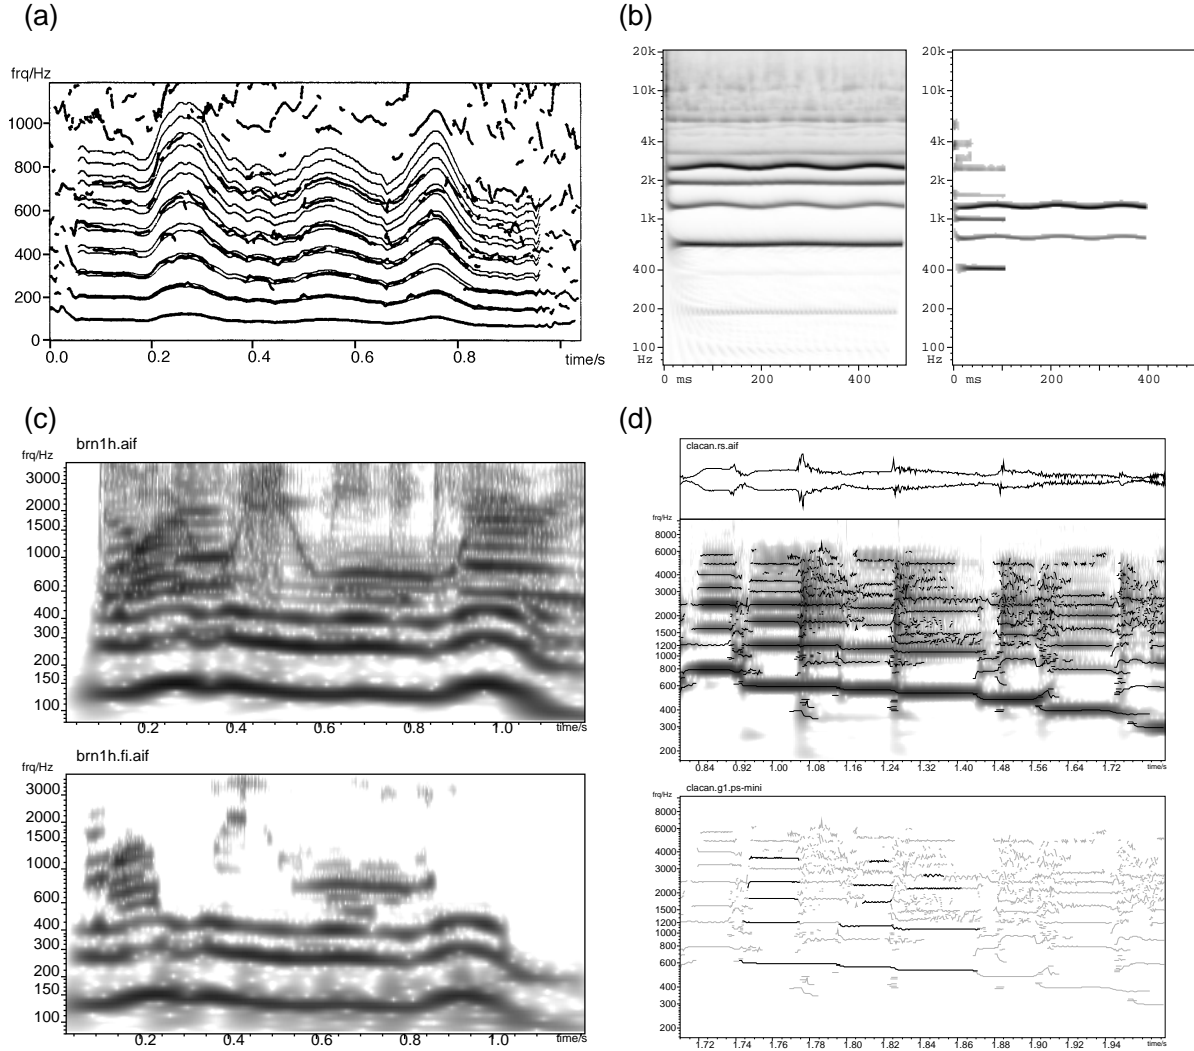 (a)
frq/Hz
1000
800
600
400
200
0
0.0 0.2 0.4 0.6 0.8 time/s
(b)
20k
10k
4k
2k
1k
400
200
100
Hz
0 ms 200 400
20k
10k
4k
2k
1k
400
200
100
Hz
0 ms 200 400
(c)
brn1h.aif
frq/Hz
3000
2000
1500
1000
600
400
300
200
150
100
0.2 0.4 0.6 0.8 1.0 time/s
brn1h.fi.aif
frq/Hz
3000
2000
1500
1000
600
400
300
200
150
100
0.2 0.4 0.6 0.8 1.0 time/s
(d)
clacan.rs.aif
frq/Hz
8000
6000
4000
3000
2000
1500
1200
1000
800
600
400
300
200
0.84 0.92 1.00 1.08 1.16 1.24 1.32 1.40 1.48 1.56 1.64 1.72 time/s
clacan.g1.ps-mini
frq/Hz
8000
6000
4000
3000
2000
1500
1200
1000
800
600
400
300
200
1.72 1.74 1.76 1.78 1.80 1.82 1.84 1.86 1.88 1.90 1.92 1.94 time/s